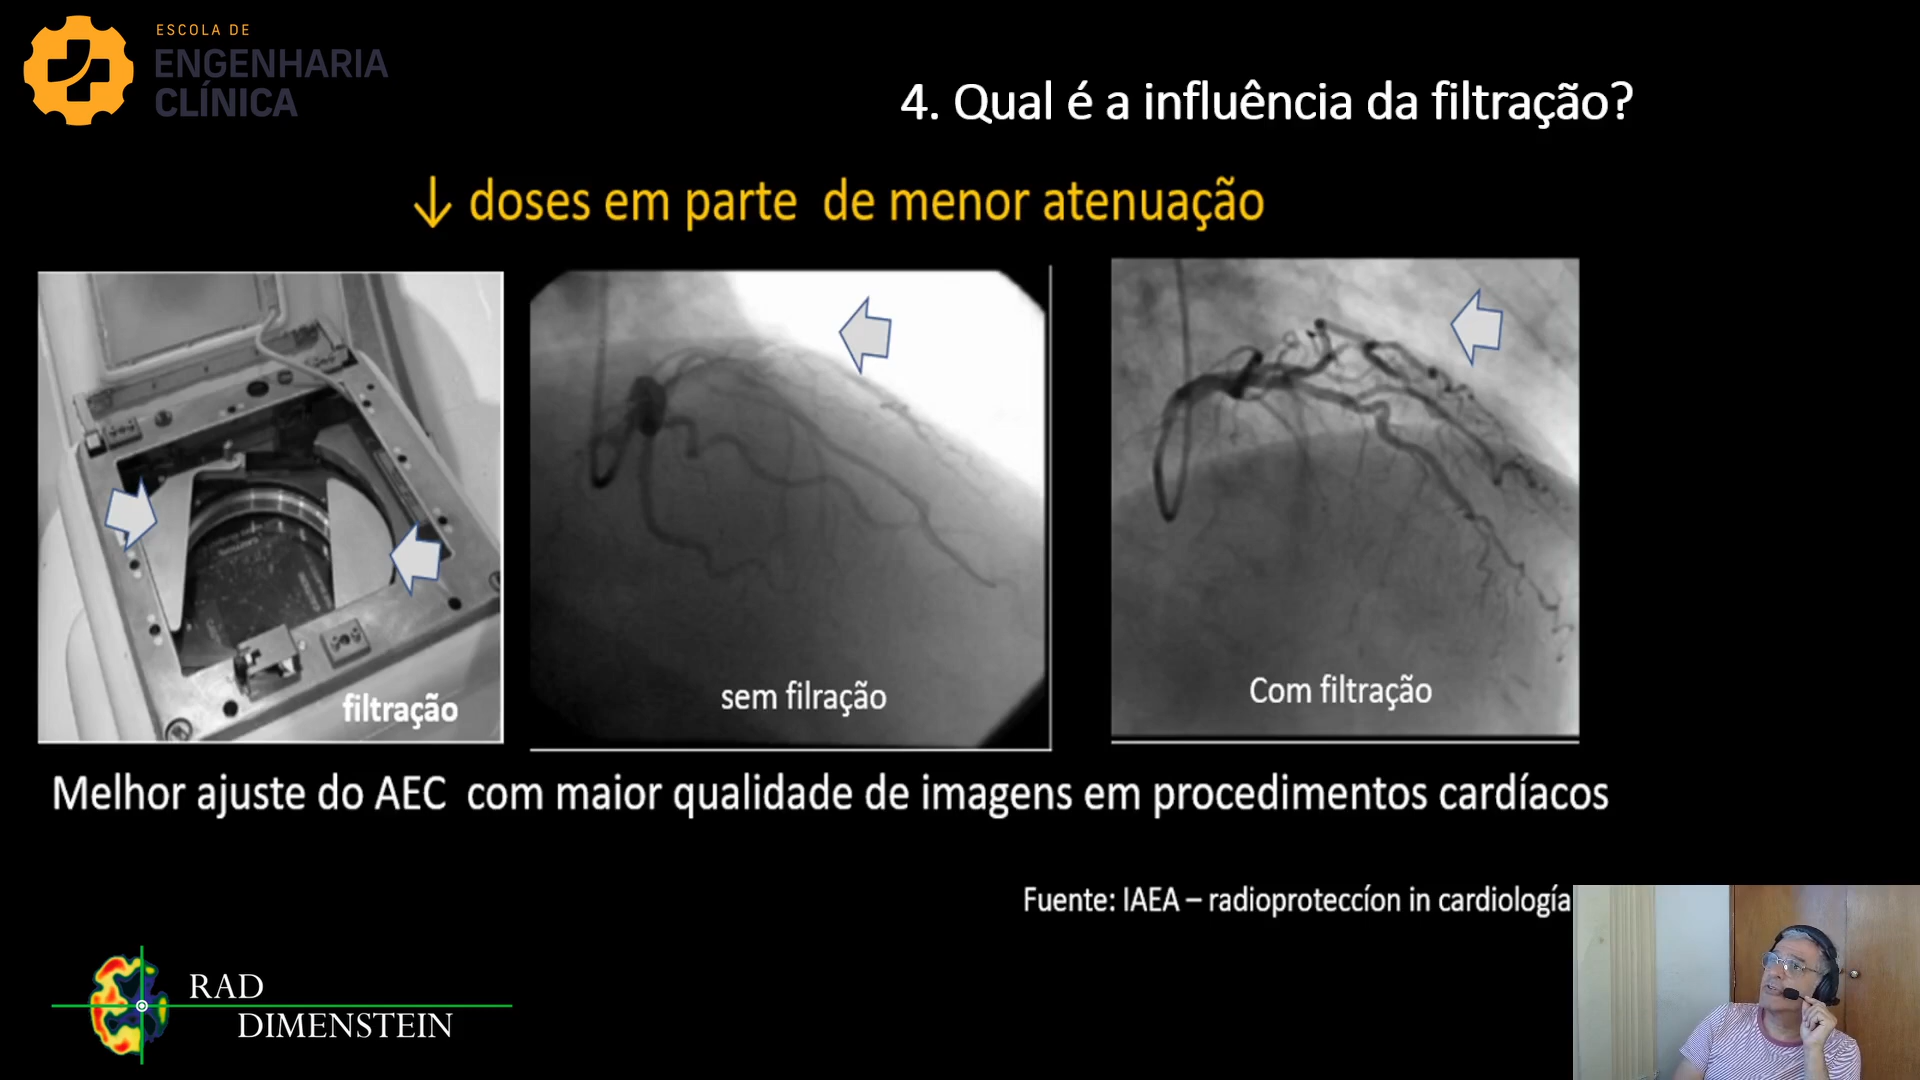 ESCOLA DE
ENGENHARIA
CLÍNICA
4. Qual é a influência da filtração?
↓ doses em parte de menor atenuação
filtração
sem filração
Com filtração
Melhor ajuste do AEC com maior qualidade de imagens em procedimentos cardíacos
Fuente: IAEA – radioproteccíon in cardiología
RAD
DIMENSTEIN